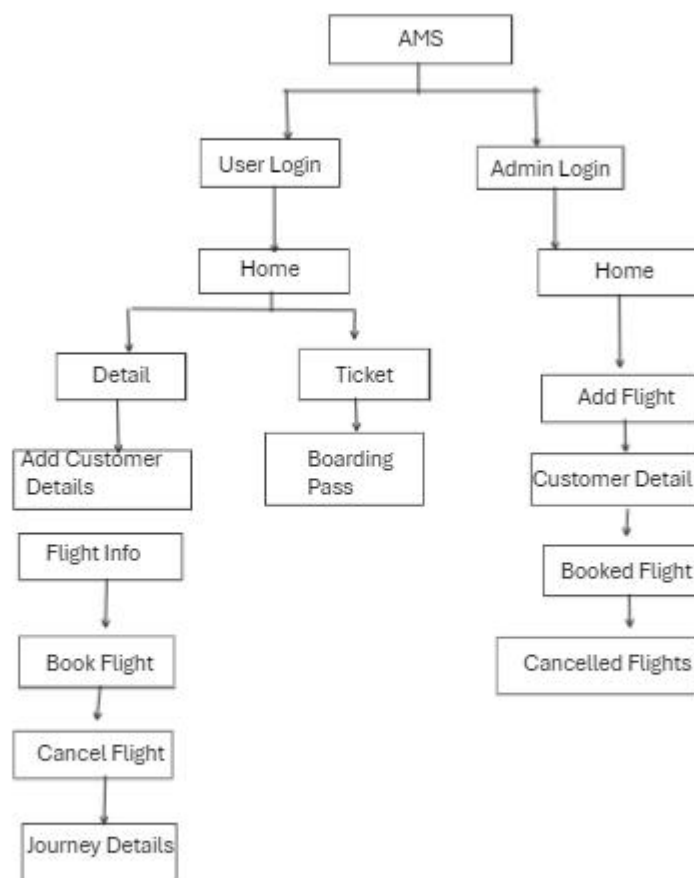 AMS
User Login
Admin Login
Home
Home
Detail
Ticket
Add Flight
Add Customer
Details
Boarding
Pass
Customer Detail
Flight Info
Booked Flight
Book Flight
Cancelled Flights
Cancel Flight
Journey Details